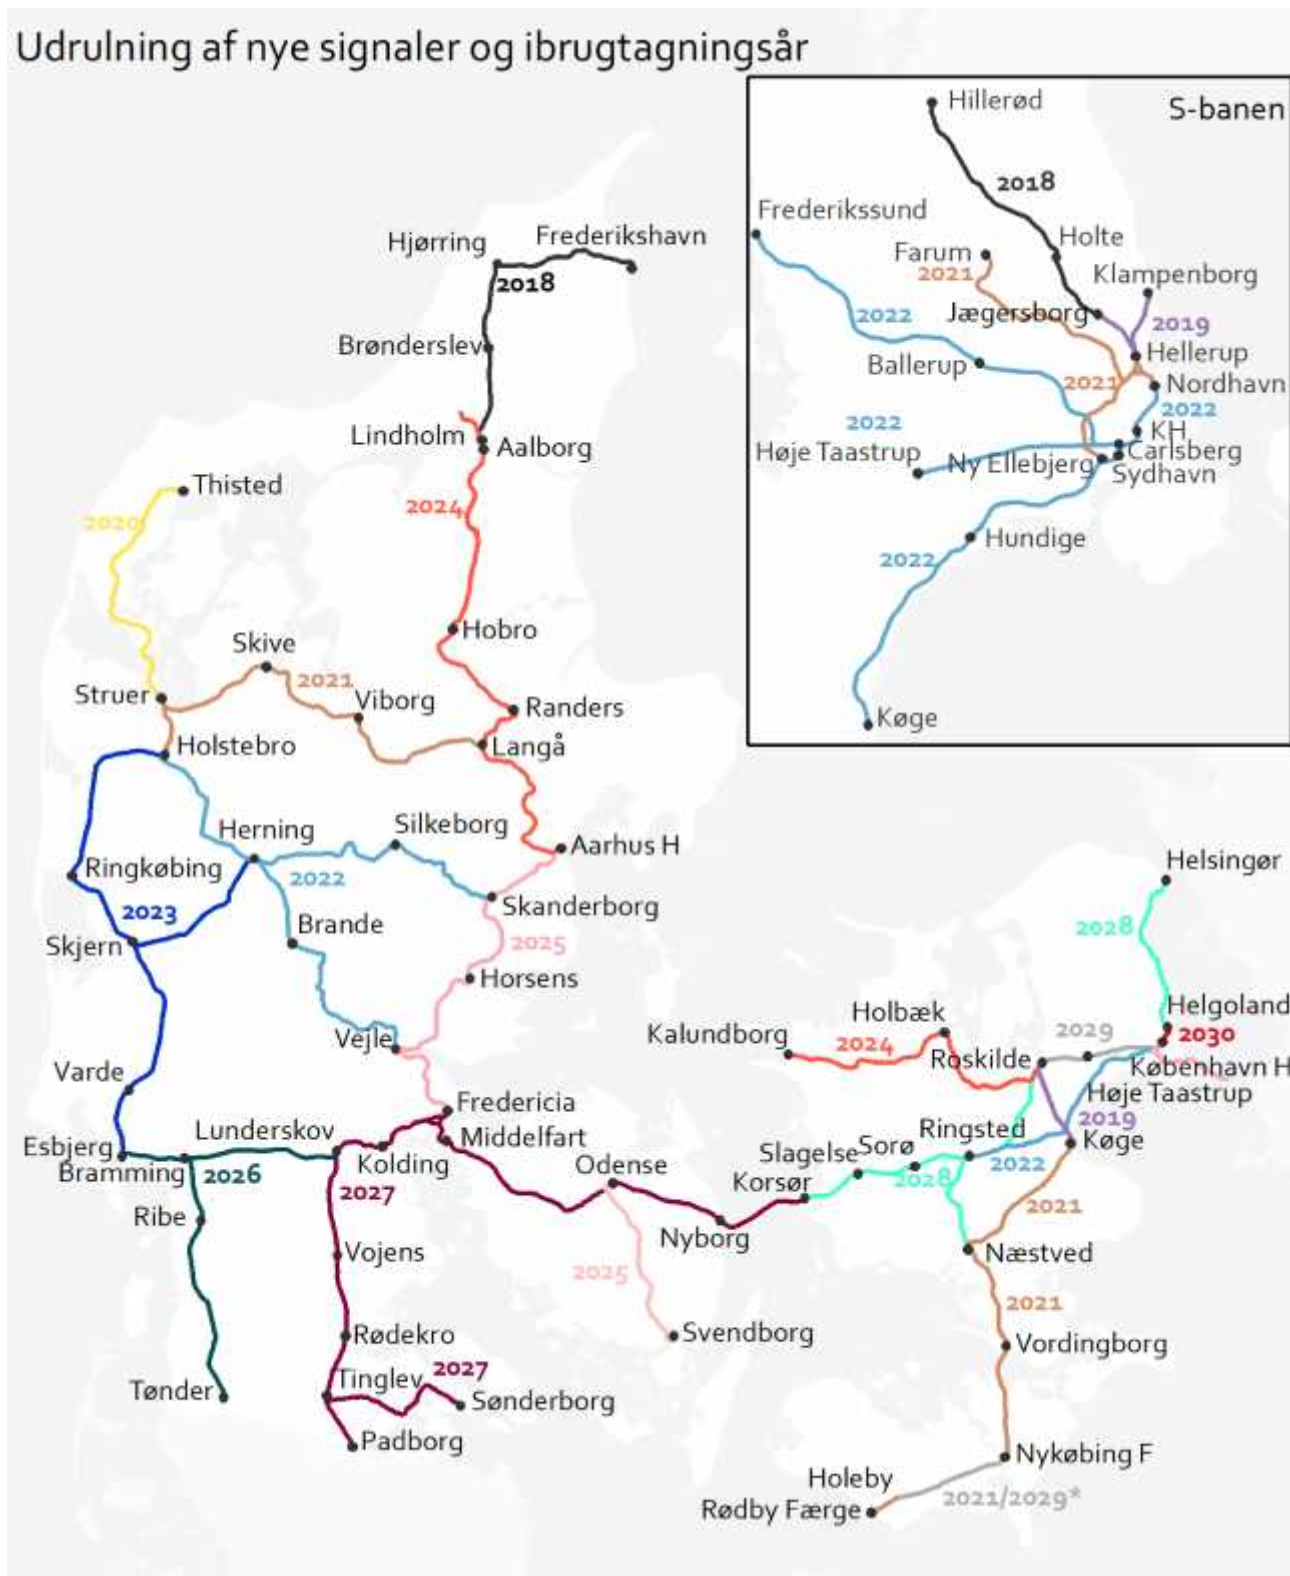 Udrulning af nye signaler og ibrugtagningsår
S-banen
Hillerød
2018
Frederikssund
Farum
2021
Holte
Klampenborg
2022
Jægersborg
2019
Hellerup
Ballerup
2021
Nordhavn
2022
2022
KH
Høje Taastrup
Ny Ellebjerg
Carlsberg
Sydhavn
2022
Hundige
Køge
Hjørring
Frederikshavn
2018
Brønderslev
Lindholm
Aalborg
Thisted
2020
2024
Hobro
Skive
2021
Struer
Viborg
Randers
Holstebro
Langå
Herning
Silkeborg
Aarhus H
Ringkøbing
2022
2023
Brande
Skanderborg
Skjern
2025
Horsens
Vejle
Varde
Fredericia
Esbjerg
Lunderskov
Middelfart
Bramming
2026
Kolding
2027
Odense
Ribe
Nyborg
Vojens
2025
Rødekro
Svendborg
Tønder
Tinglev
2027
Sønderborg
Padborg
Helsingør
2028
Helgoland
Holbæk
Kalundborg
2024
2029
2030
Roskilde
København H
Høje Taastrup
2019
Ringsted
Køge
Sorø
Slagelse
2022
Korsør
2028
2021
Næstved
2021
Vordingborg
Nykøbing F
Holeby
2021/2029*
Rødby Færge